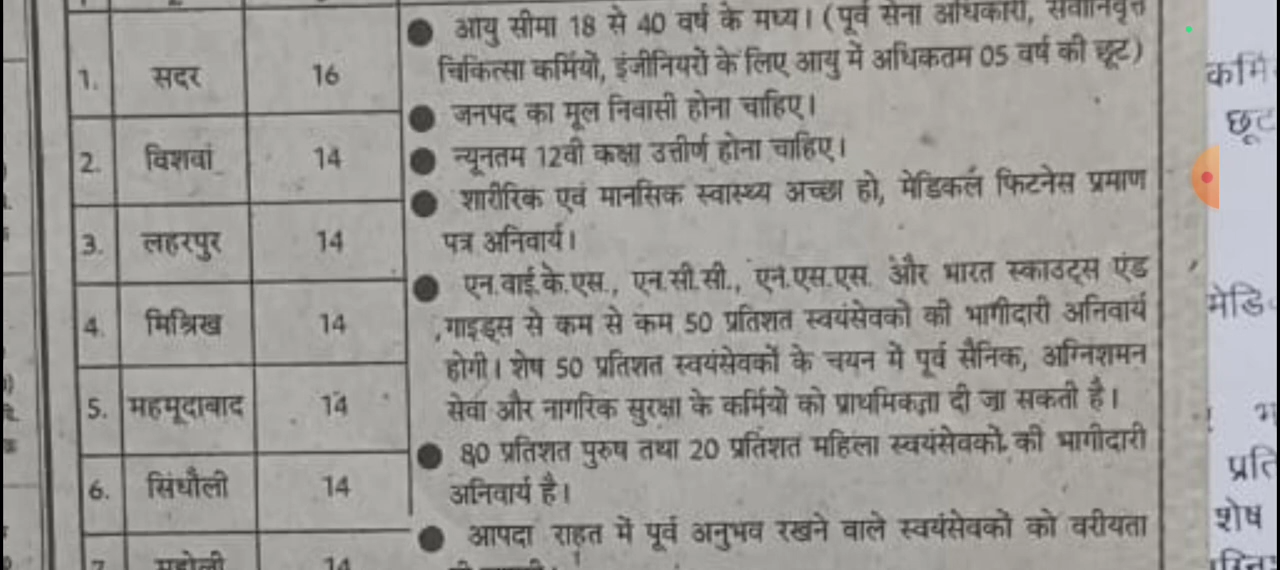 ● आयु सीमा 18 से 40 वर्ष के मध्य। (पूर्व सेना अधिकारी, सेवानिवृत्त
चिकित्सा कर्मियों, इंजीनियरों के लिए आयु में अधिकतम 05 वर्ष की छूट)
1. सदर 16
● जनपद का मूल निवासी होना चाहिए।
2. विशवां 14
● न्यूनतम 12वी कक्षा उत्तीर्ण होना चाहिए।
● शारीरिक एवं मानसिक स्वास्थ्य अच्छा हो, मेडिकल फिटनेस प्रमाण
पत्र अनिवार्य।
3. लहरपुर 14
● एन.वाई.के.एस., एन.सी.सी., एन.एस.एस. और भारत स्काउट्स एंड
गाइड्स से कम से कम 50 प्रतिशत स्वयंसेवकों की भागीदारी अनिवार्य
4. मिश्रिख 14
होगी। शेष 50 प्रतिशत स्वयंसेवकों के चयन में पूर्व सैनिक, अग्निशमन
सेवा और नागरिक सुरक्षा के कर्मियों को प्राथमिकता दी जा सकती है।
5. महमूदाबाद 14
● 80 प्रतिशत पुरुष तथा 20 प्रतिशत महिला स्वयंसेवकों की भागीदारी
अनिवार्य है।
6. सिंधौली 14
● आपदा राहत में पूर्व अनुभव रखने वाले स्वयंसेवकों को वरीयता
7. महोली 14
कर्मि
छूट
मेडि
प्रति
शेष